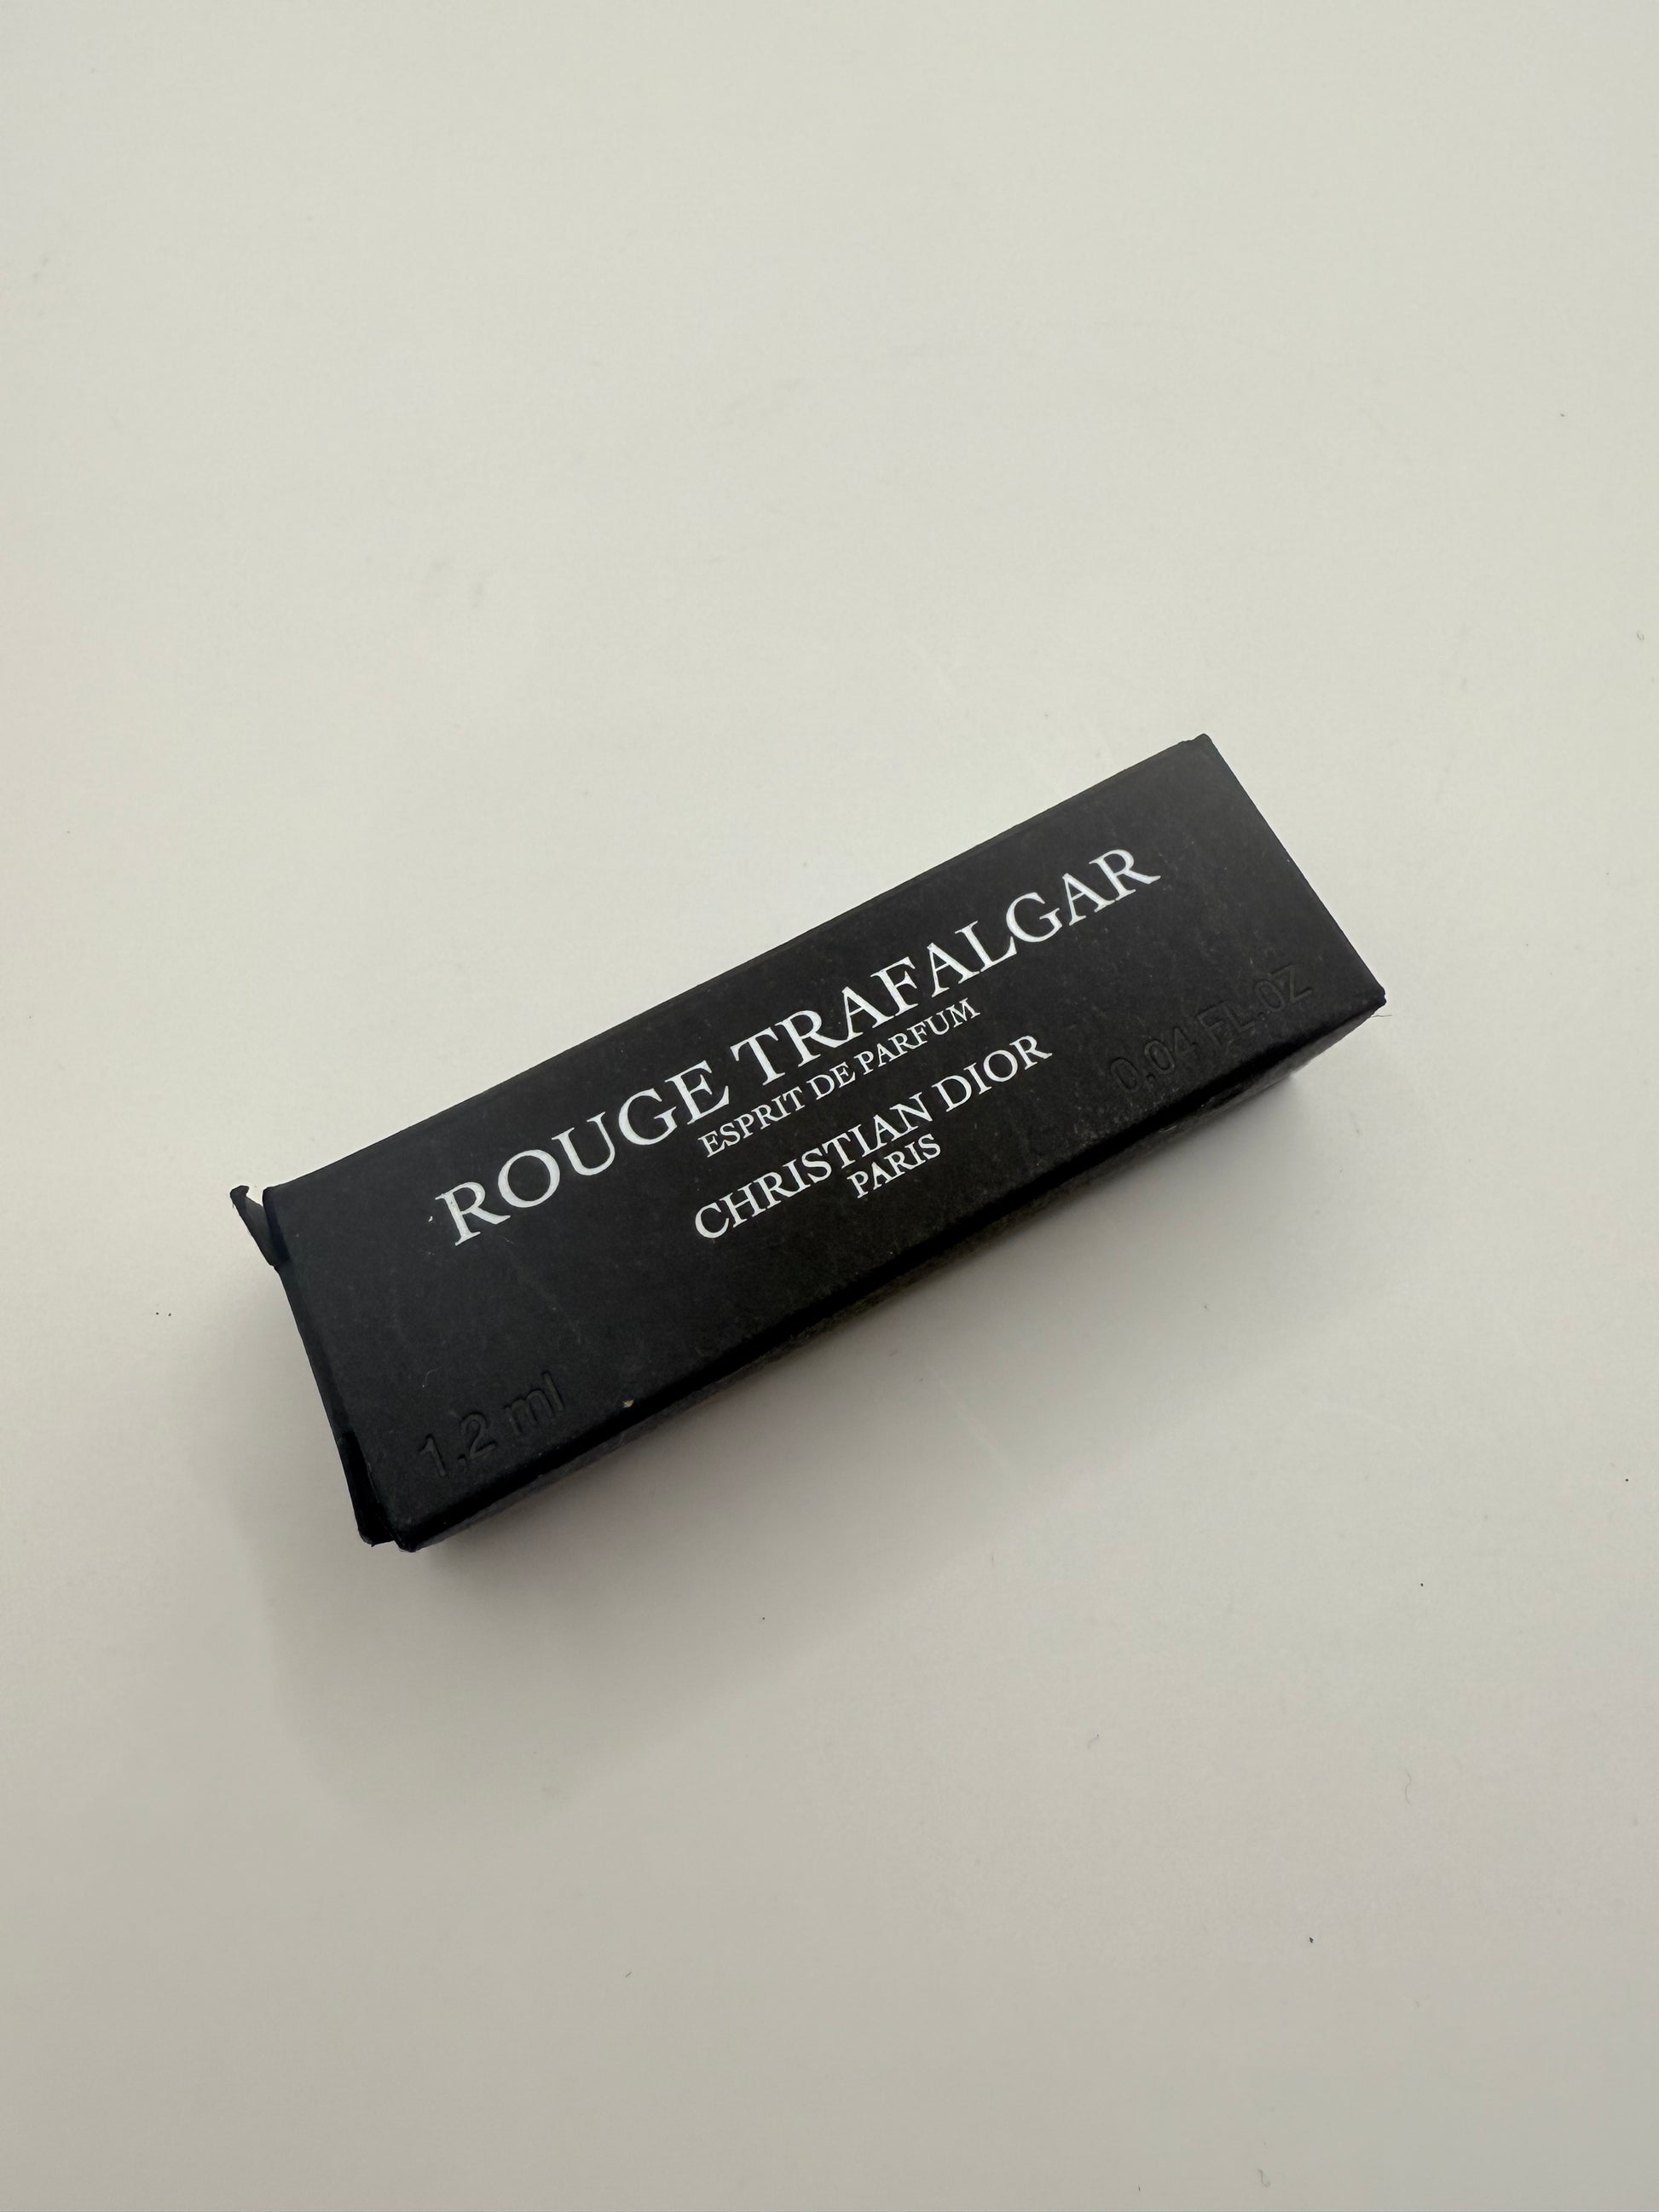 ROUGE TRAFALGAR
ESPRIT DE PARFUM
CHRISTIAN DIOR
PARIS
1,2 ml
0.04 FL.OZ